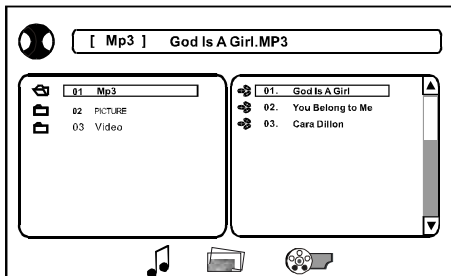 [ Mp3 ] God Is A Girl.MP3
01 Mp3
02 PICTURE
03 Video
01. God Is A Girl
02. You Belong to Me
03. Cara Dillon